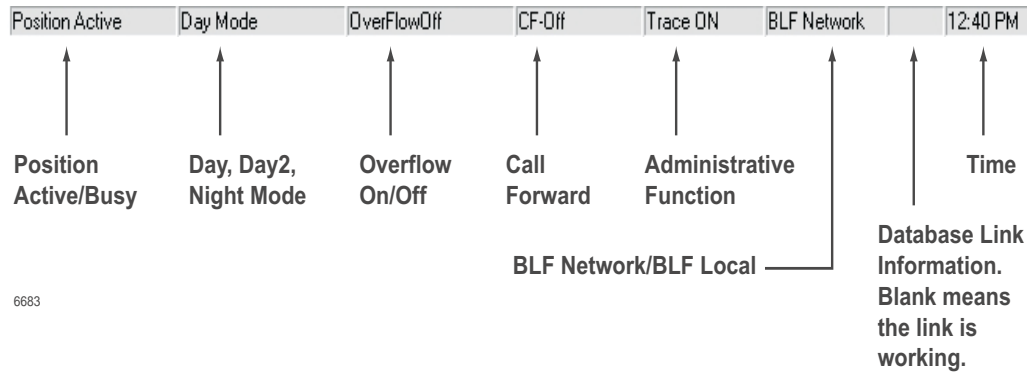 Position Active Day Mode OverFlowOff CF-Off Trace ON BLF Network 12:40 PM
Position
Active/Busy
Day, Day2,
Night Mode
Overflow
On/Off
Call
Forward
Administrative
Function
Time
BLF Network/BLF Local
Database Link
Information.
Blank means
the link is
working.
6683